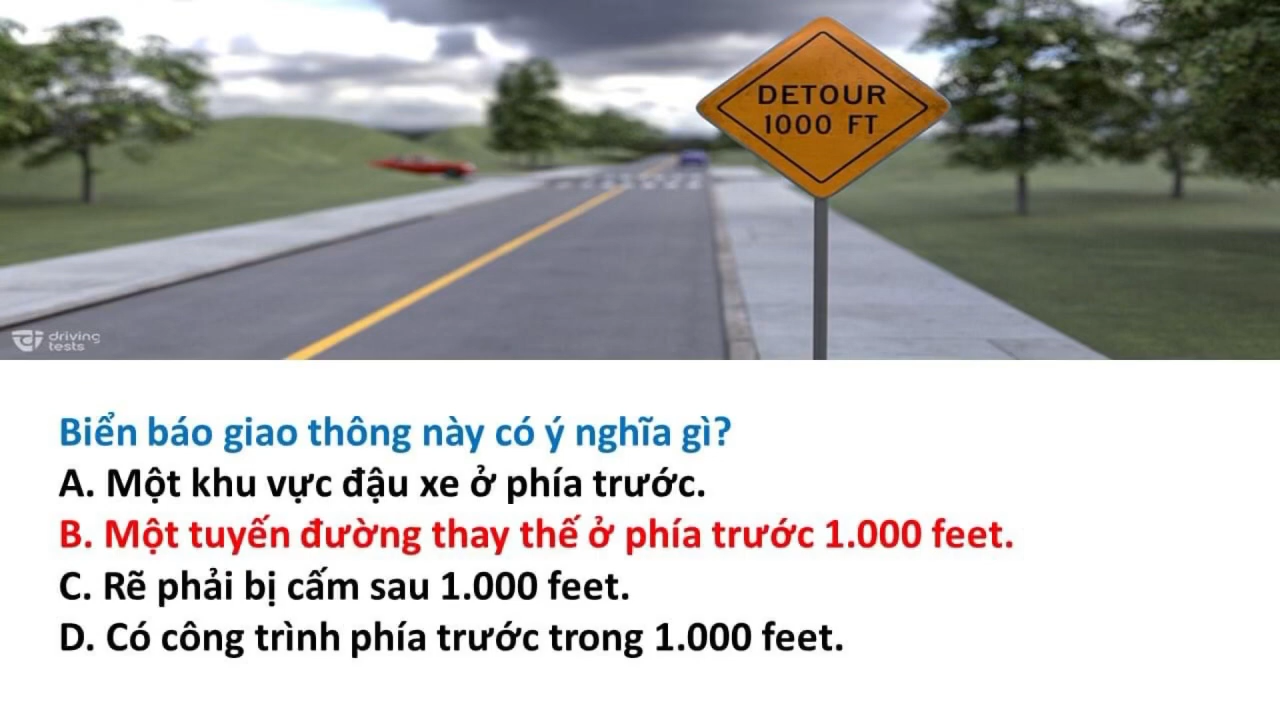 DETOUR
1000 FT
driving
tests
Biển báo giao thông này có ý nghĩa gì?
A. Một khu vực đậu xe ở phía trước.
B. Một tuyến đường thay thế ở phía trước 1.000 feet.
C. Rẽ phải bị cấm sau 1.000 feet.
D. Có công trình phía trước trong 1.000 feet.